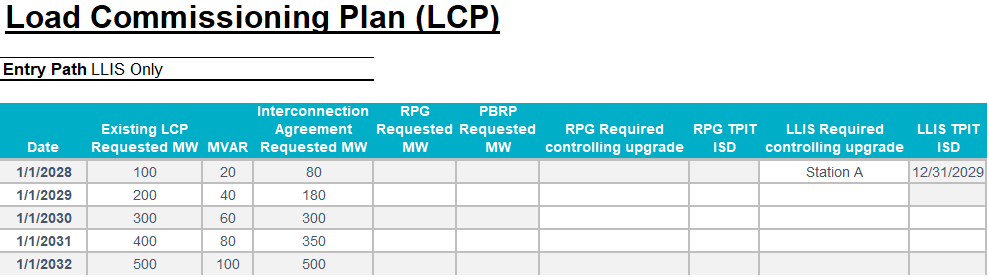 Load Commissioning Plan (LCP)
Entry Path LLIS Only
Date Existing LCP Requested MW MVAR Interconnection Agreement Requested MW RPG Requested MW PBRP Requested MW RPG Required controlling upgrade RPG TPIT ISD LLIS Required controlling upgrade LLIS TPIT ISD
1/1/2028 100 20 80 Station A 12/31/2029
1/1/2029 200 40 180
1/1/2030 300 60 300
1/1/2031 400 80 350
1/1/2032 500 100 500